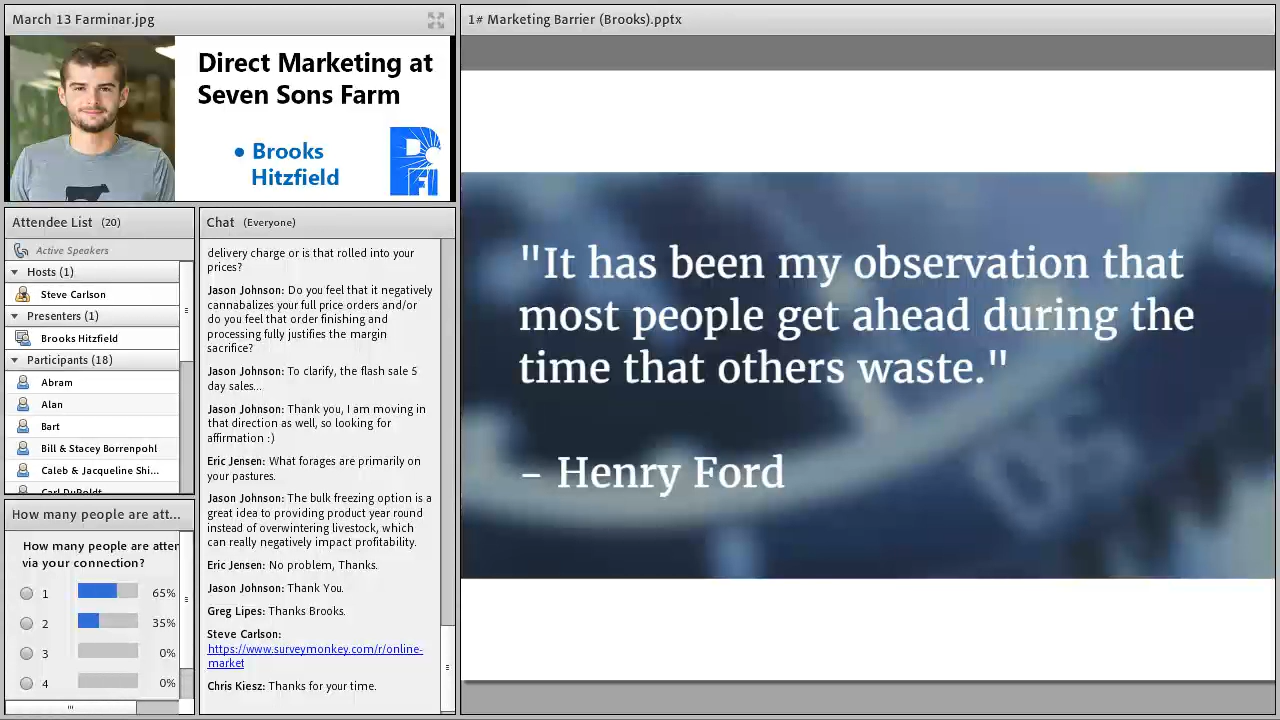 March 13 Farminar.jpg
Direct Marketing at
Seven Sons Farm
• Brooks
Hitzfield
Attendee List (20)
Active Speakers
Hosts (1)
Steve Carlson
Presenters (1)
Brooks Hitzfield
Participants (18)
Abram
Alan
Bart
Bill & Stacey Borrenpohl
Caleb & Jacqueline Shi...
How many people are att...
How many people are atter
via your connection?
1 65%
2 35%
3 0%
4 0%
Chat (Everyone)
delivery charge or is that rolled into your
prices?
Jason Johnson: Do you feel that it negatively
cannabalizes your full price orders and/or
do you feel that order finishing and
processing fully justifies the margin
sacrifice?
Jason Johnson: To clarify, the flash sale 5
day sales...
Jason Johnson: Thank you, I am moving in
that direction as well, so looking for
affirmation :)
Eric Jensen: What forages are primarily on
your pastures.
Jason Johnson: The bulk freezing option is a
great idea to providing product year round
instead of overwintering livestock, which
can really negatively impact profitability.
Eric Jensen: No problem, Thanks.
Jason Johnson: Thank You.
Greg Lipes: Thanks Brooks.
Steve Carlson:
https://www.surveymonkey.com/r/online-
market
Chris Kiesz: Thanks for your time.
1# Marketing Barrier (Brooks).pptx
"It has been my observation that
most people get ahead during the
time that others waste."
– Henry Ford